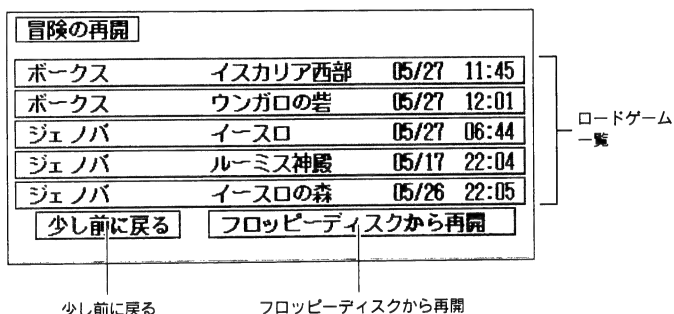 冒険の再開
ボークス イスカリア西部 05/27 11:45
ボークス ウンガロの砦 05/27 12:01
ジェノバ イースロ 05/27 06:44
ジェノバ ルーミス神殿 05/17 22:04
ジェノバ イースロの森 05/26 22:05
ロードゲーム
一覧
少し前に戻る フロッピーディスクから再開
少し前に戻る フロッピーディスクから再開